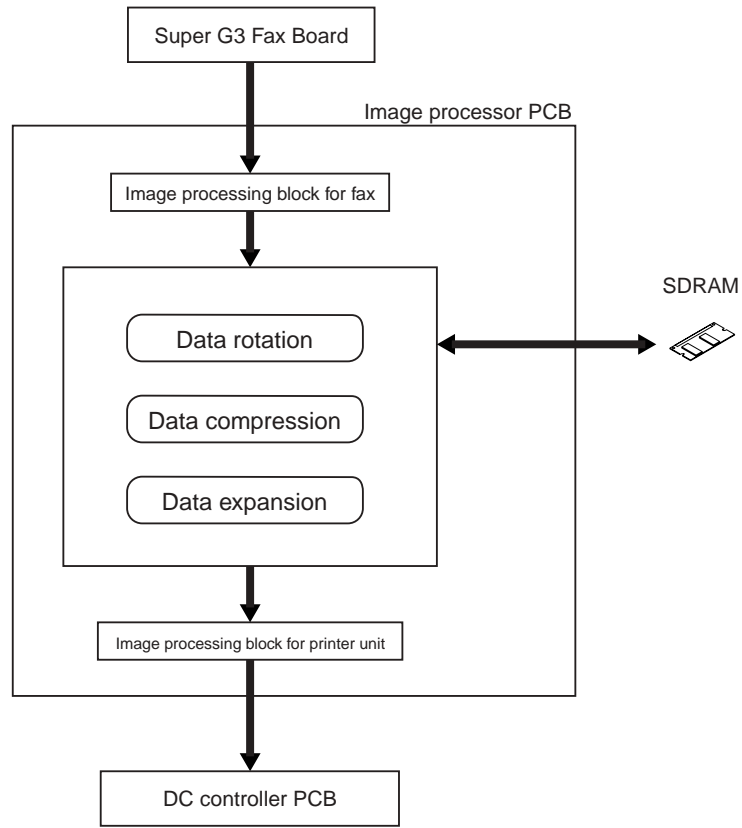 Super G3 Fax Board
Image processor PCB
Image processing block for fax
SDRAM
Data rotation
Data compression
Data expansion
Image processing block for printer unit
DC controller PCB